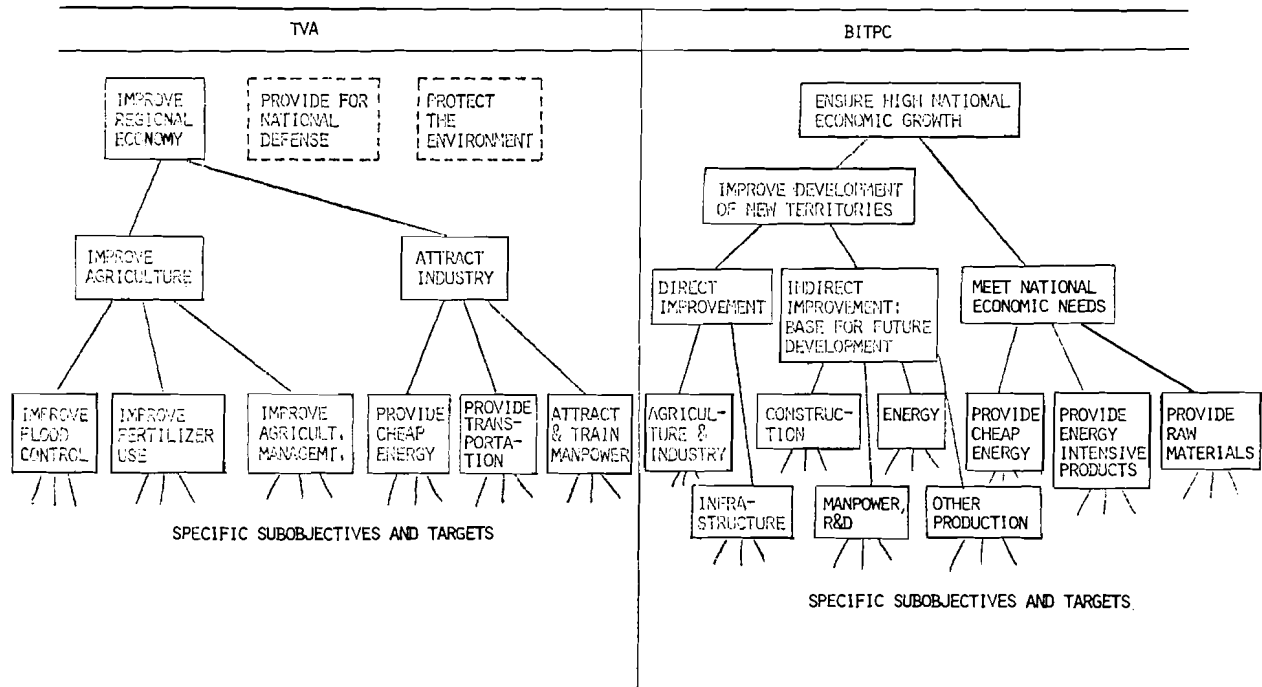 TVA
BITPC
IMPROVE
REGIONAL
ECONOMY
PROVIDE FOR
NATIONAL
DEFENSE
PROTECT
THE
ENVIRONMENT
IMPROVE
AGRICULTURE
ATTRACT
INDUSTRY
IMPROVE
FLOOD
CONTROL
IMPROVE
FERTILIZER
USE
IMPROVE
AGRICULT.
MANAGEMT.
PROVIDE
CHEAP
ENERGY
PROVIDE
TRANS-
PORTA-
TION
ATTRACT
& TRAIN
MANPOWER
SPECIFIC SUBOBJECTIVES AND TARGETS
ENSURE HIGH NATIONAL
ECONOMIC GROWTH
IMPROVE DEVELOPMENT
OF NEW TERRITORIES
DIRECT
IMPROVEMENT
INDIRECT
IMPROVEMENT:
BASE FOR FUTURE
DEVELOPMENT
MEET NATIONAL
ECONOMIC NEEDS
AGRICUL-
TURE &
INDUSTRY
CONSTRUC-
TION
ENERGY
PROVIDE
CHEAP
ENERGY
PROVIDE
ENERGY
INTENSIVE
PRODUCTS
PROVIDE
RAW
MATERIALS
INFRA-
STRUCTURE
MANPOWER,
R&D
OTHER
PRODUCTION
SPECIFIC SUBOBJECTIVES AND TARGETS